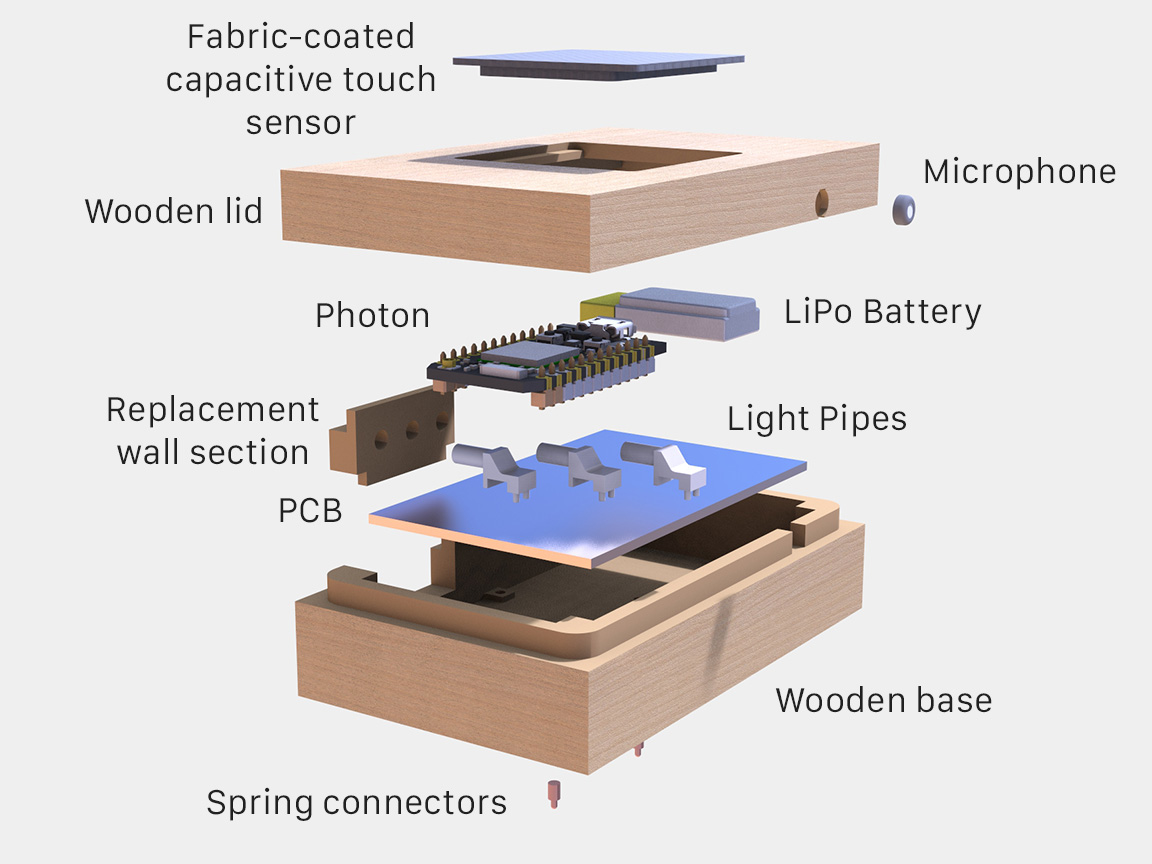 Fabric-coated
capacitive touch
sensor
Microphone
Wooden lid
Photon
LiPo Battery
Replacement
wall section
Light Pipes
PCB
Wooden base
Spring connectors